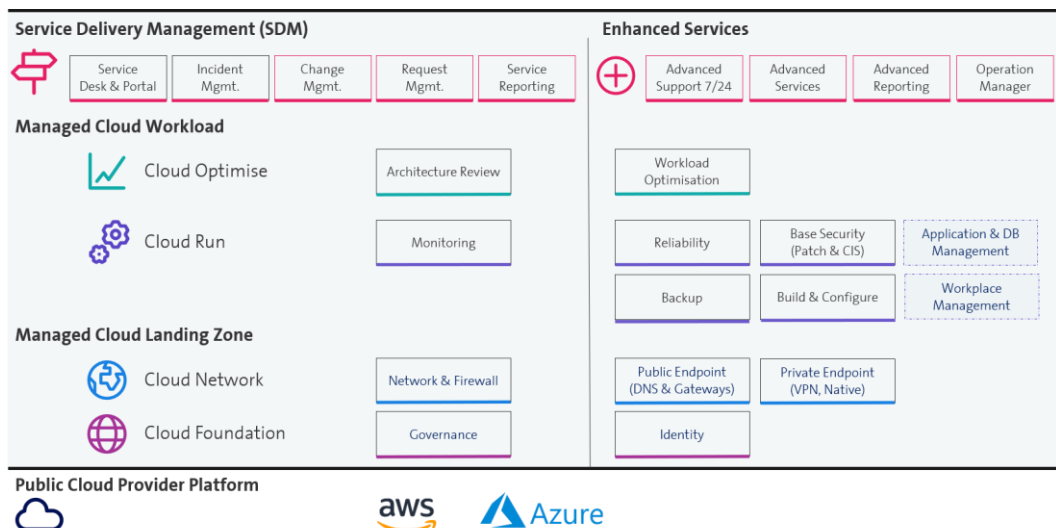 Service Delivery Management (SDM)
Enhanced Services
Service
Desk & Portal
Incident
Mgmt.
Change
Mgmt.
Request
Mgmt.
Service
Reporting
Advanced
Support 7/24
Advanced
Services
Advanced
Reporting
Operation
Manager
Managed Cloud Workload
Cloud Optimise
Architecture Review
Workload
Optimisation
Cloud Run
Monitoring
Reliability
Base Security
(Patch & CIS)
Application & DB
Management
Backup
Build & Configure
Workplace
Management
Managed Cloud Landing Zone
Cloud Network
Network & Firewall
Public Endpoint
(DNS & Gateways)
Private Endpoint
(VPN, Native)
Cloud Foundation
Governance
Identity
Public Cloud Provider Platform
aws
Azure